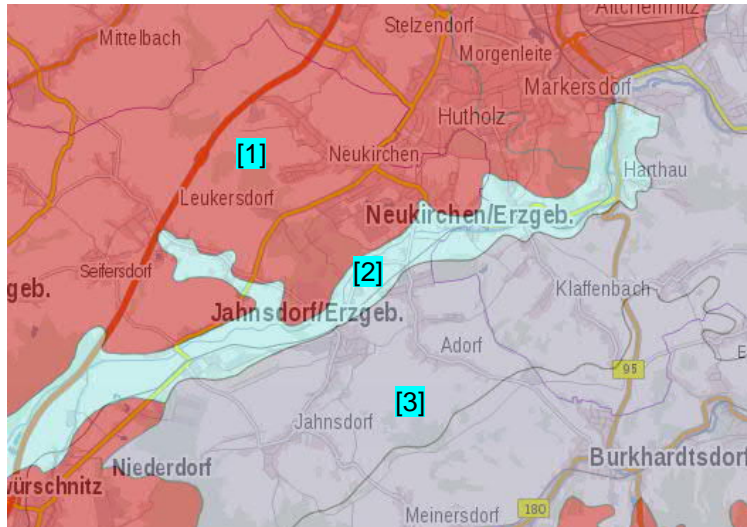 Altchemnitz
Stelzendorf
Mittelbach
Morgenleite
Markersdorf
Hutholz
[1]
Neukirchen
Harthau
Leukersdorf
Neukirchen/Erzgeb.
Seifersdorf
[2]
geb.
Klaffenbach
Jahnsdorf/Erzgeb.
Adorf
E
95
[3]
Jahnsdorf
Niederdorf
Burkhardtsdorf
würschnitz
180
Meinersdorf